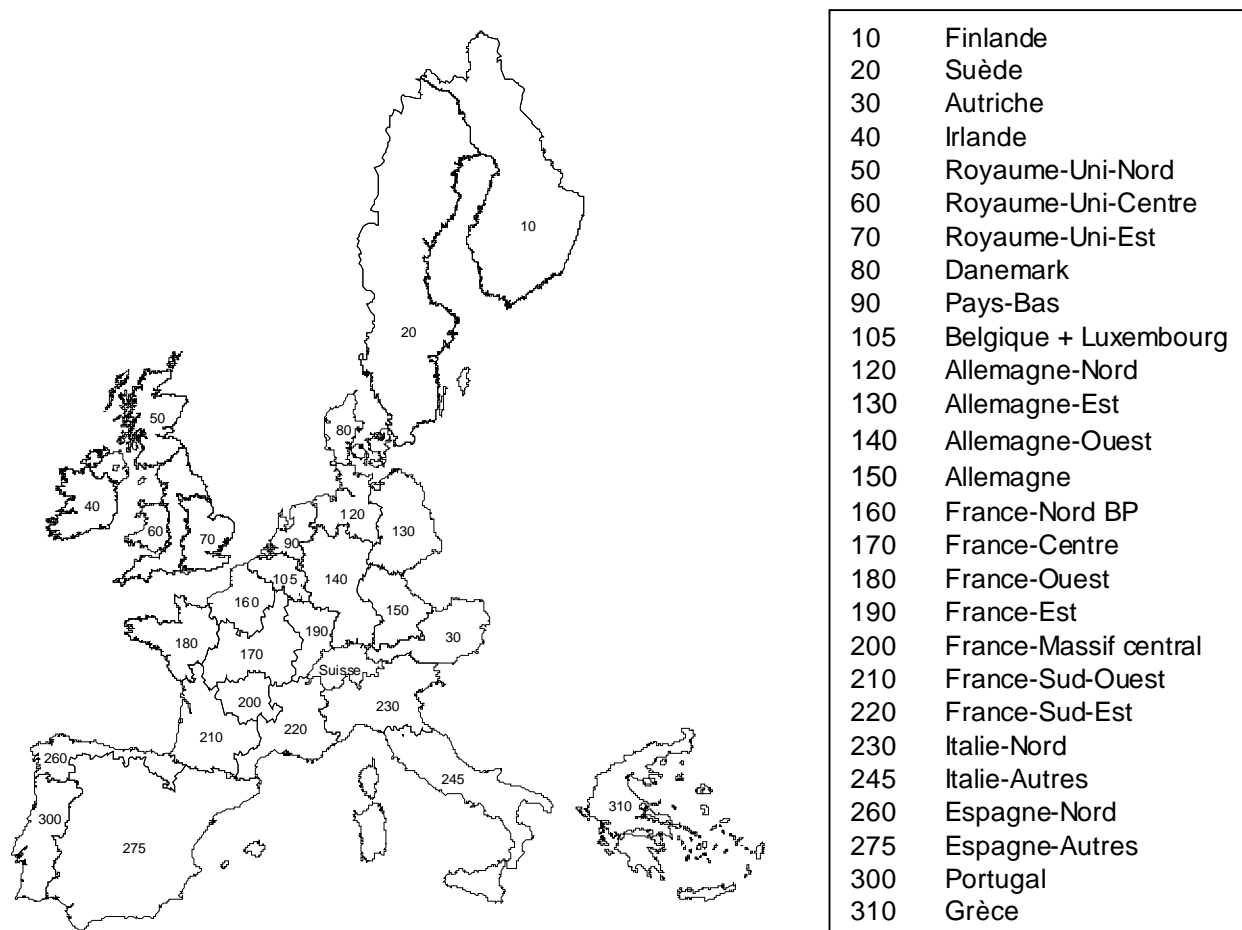 10
20
50
80
40
60
70
120
130
90
105
140
160
150
190
30
180
170
Suisse
200
230
210
220
260
245
300
310
275
10 Finlande
20 Suède
30 Autriche
40 Irlande
50 Royaume-Uni-Nord
60 Royaume-Uni-Centre
70 Royaume-Uni-Est
80 Danemark
90 Pays-Bas
105 Belgique + Luxembourg
120 Allemagne-Nord
130 Allemagne-Est
140 Allemagne-Ouest
150 Allemagne
160 France-Nord BP
170 France-Centre
180 France-Ouest
190 France-Est
200 France-Massif central
210 France-Sud-Ouest
220 France-Sud-Est
230 Italie-Nord
245 Italie-Autres
260 Espagne-Nord
275 Espagne-Autres
300 Portugal
310 Grèce